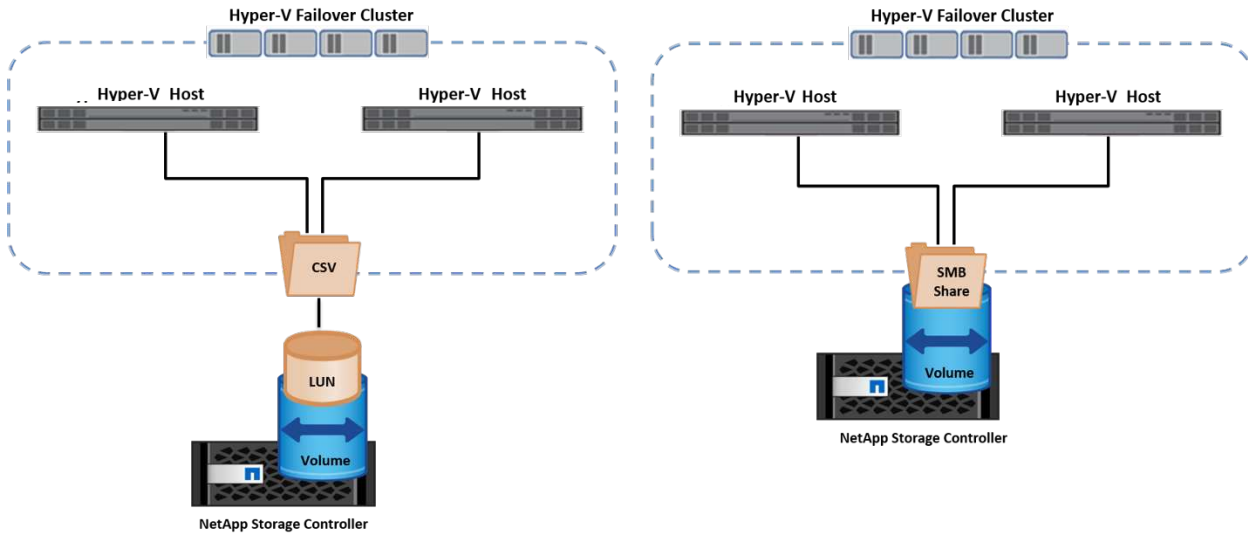 Hyper-V Failover Cluster
Hyper-V Host
Hyper-V Host
CSV
LUN
Volume
NetApp Storage Controller
Hyper-V Failover Cluster
Hyper-V Host
Hyper-V Host
SMB
Share
Volume
NetApp Storage Controller